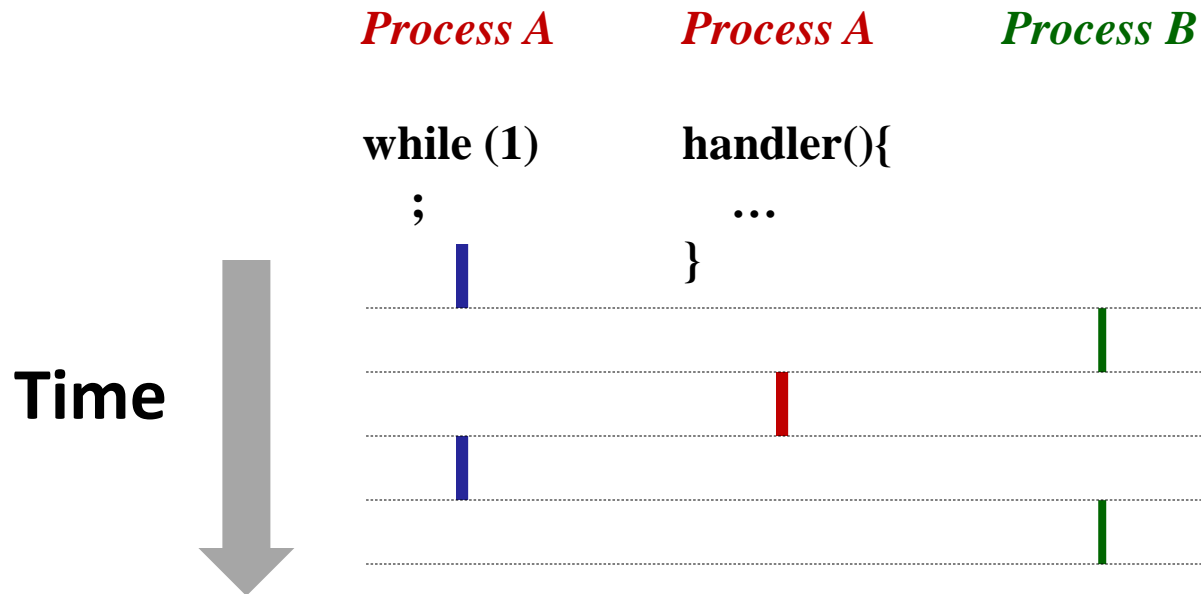 Process A Process A Process B
while (1) handler(){
; …
}
Time